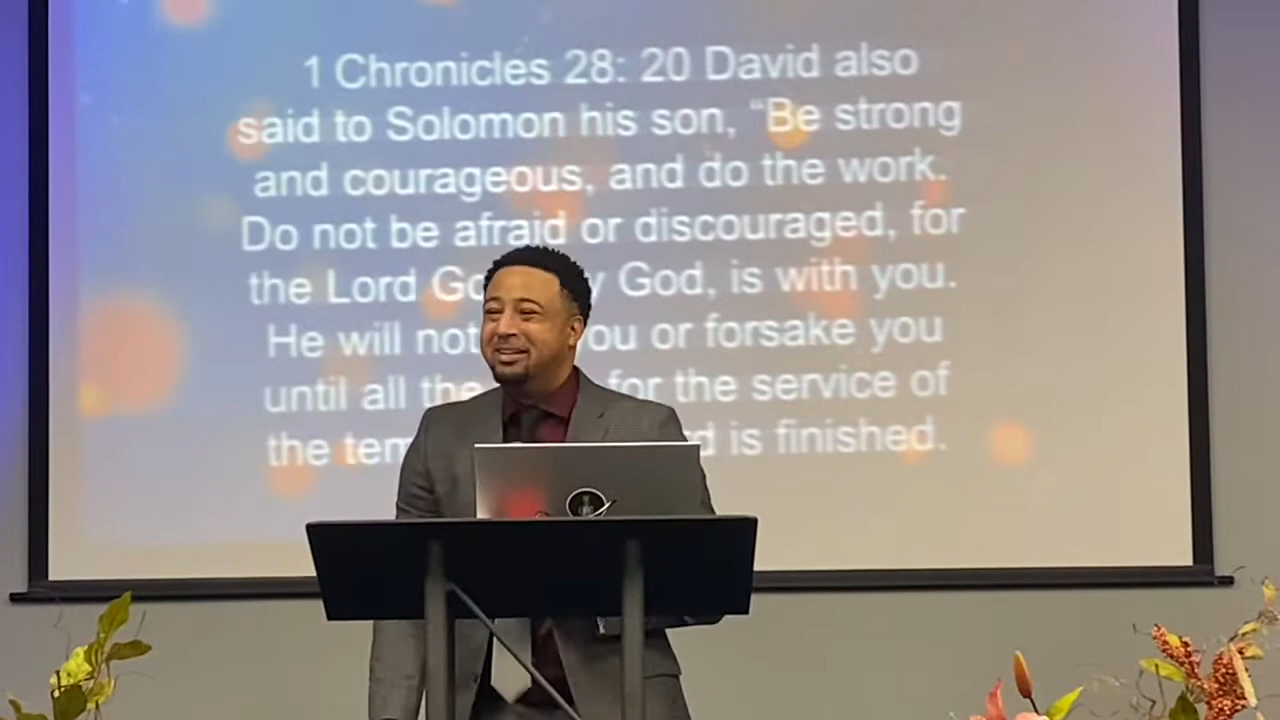 1 Chronicles 28: 20 David also
said to Solomon his son, “Be strong
and courageous, and do the work.
Do not be afraid or discouraged, for
the Lord God, my God, is with you.
He will not you or forsake you
until all the for the service of
the is finished.